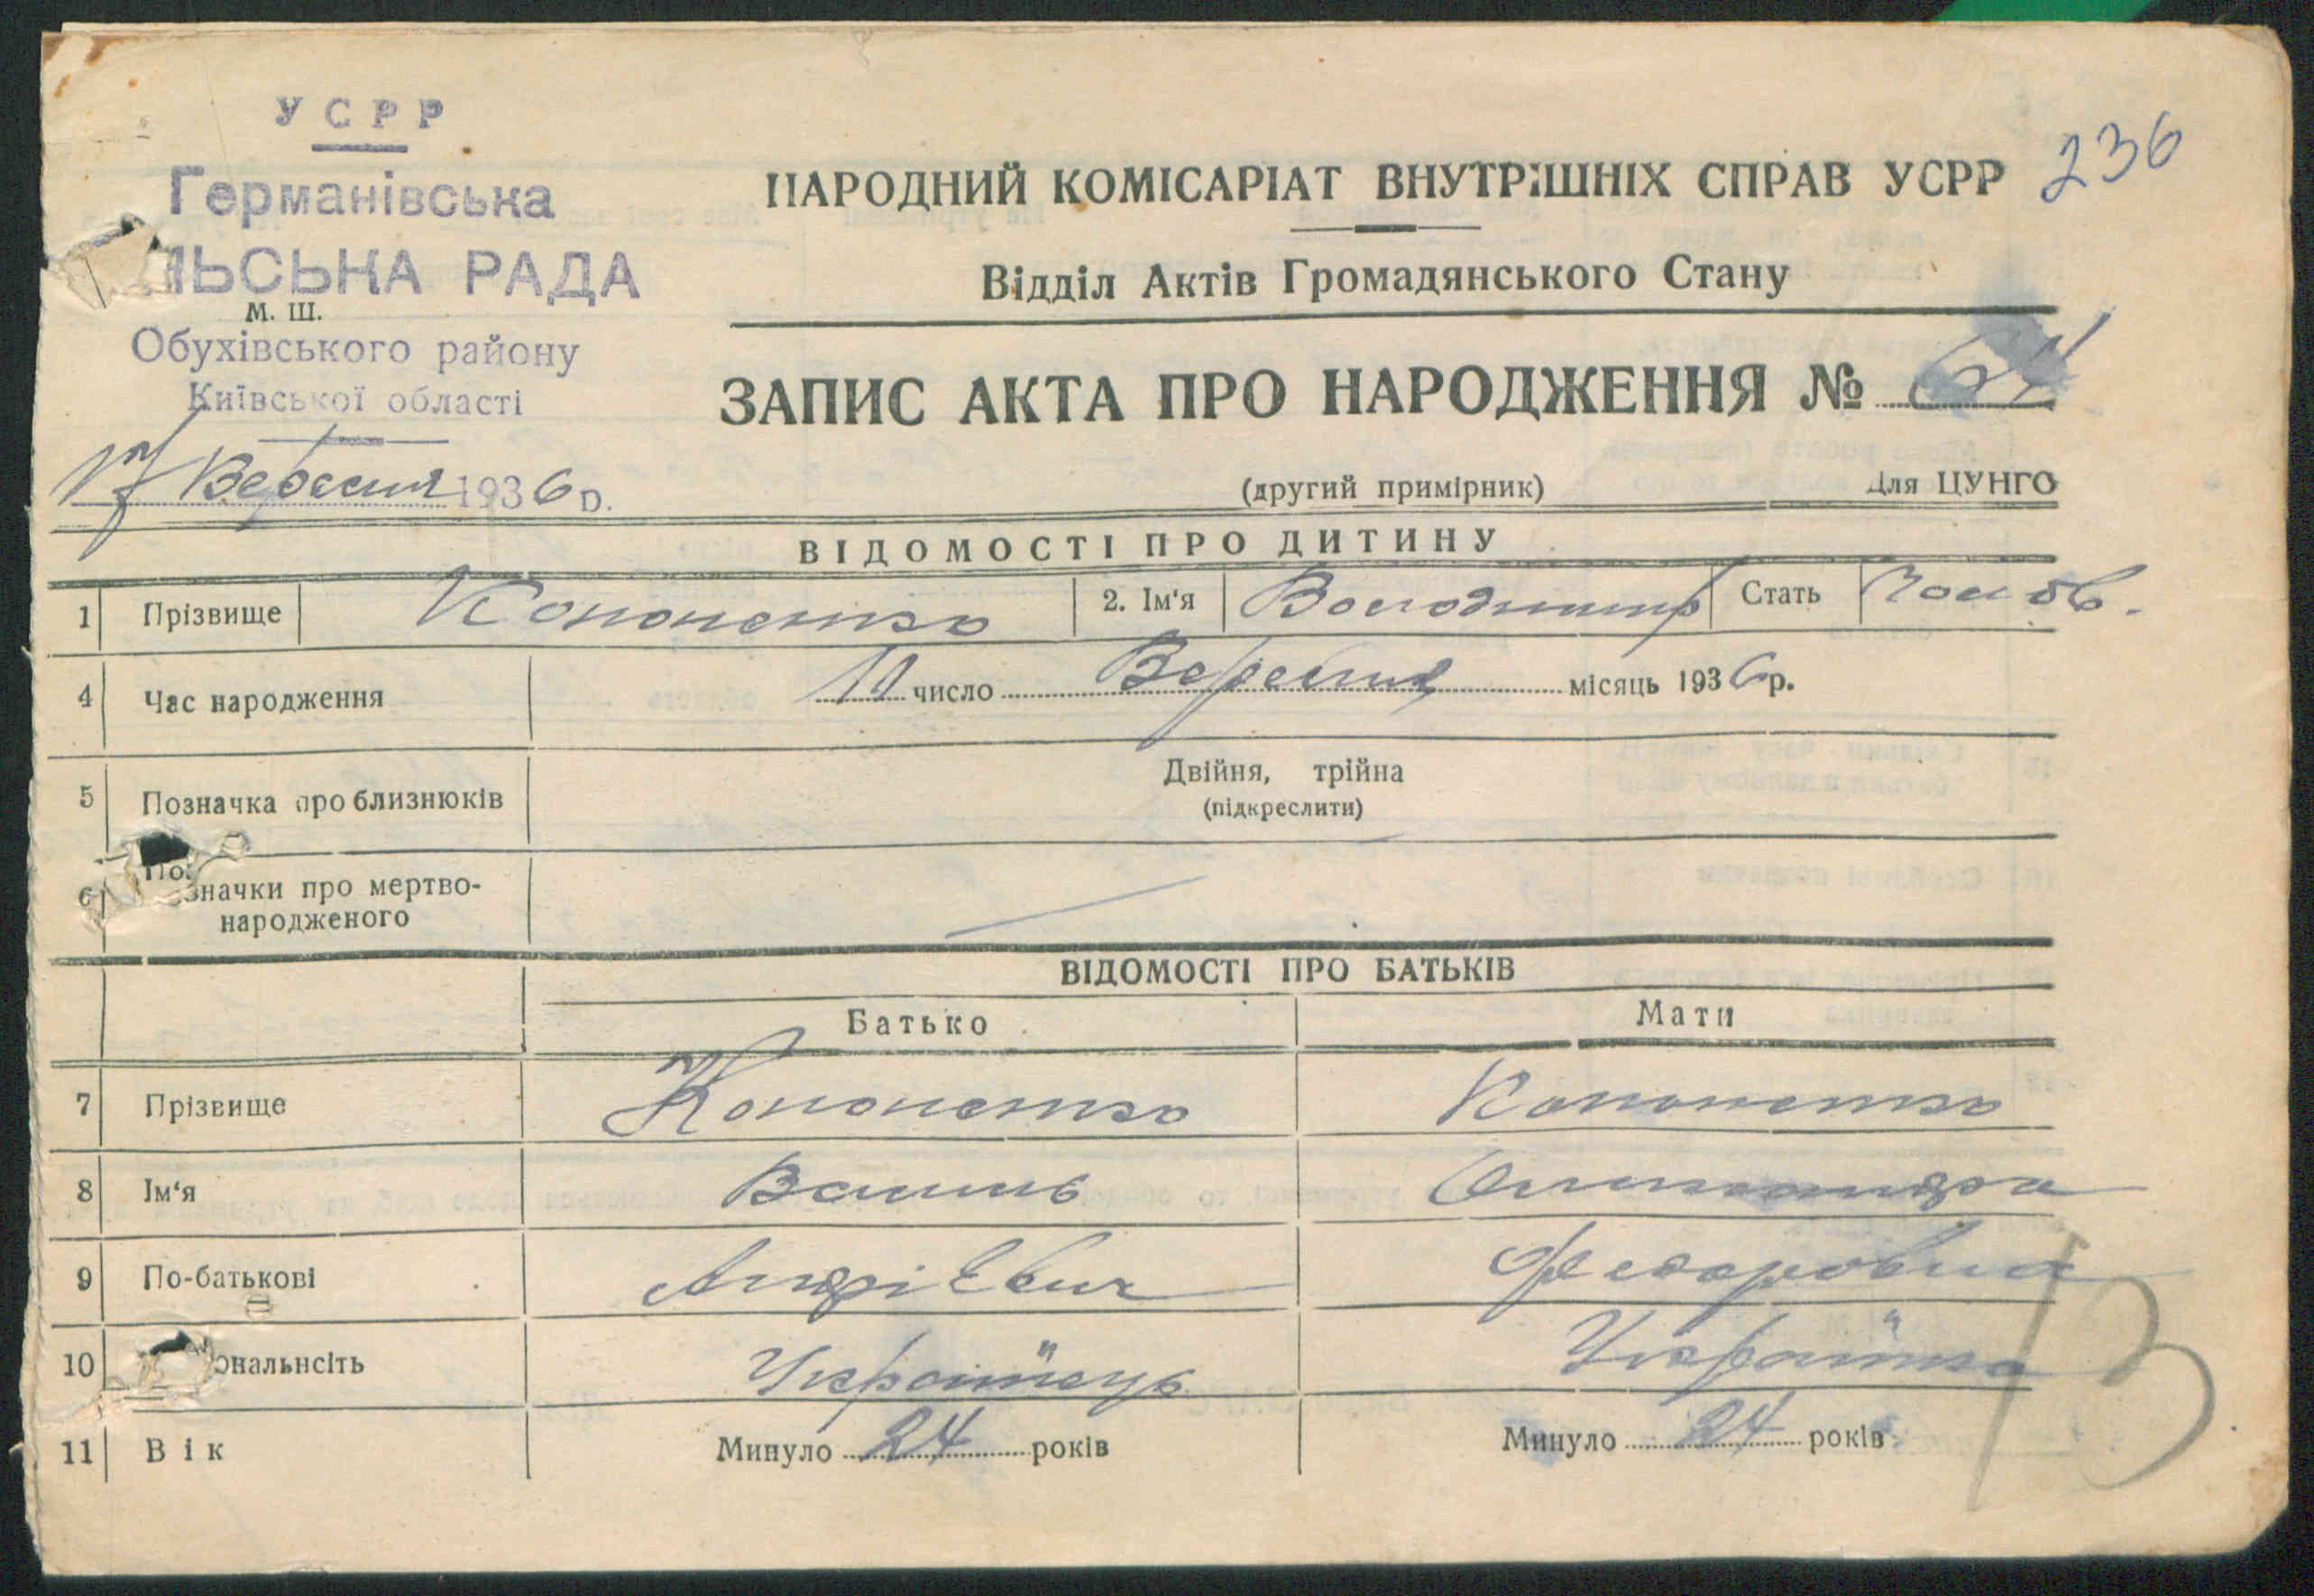 УСРР
236
Германівська
НАРОДНИЙ КОМІСАРІАТ ВНУТРІШНІХ СПРАВ УСРР
ЛЬСЬКА РАДА
Відділ Актів Громадянського Стану
М. Ш.
Обухівського району
Київської області
ЗАПИС АКТА ПРО НАРОДЖЕННЯ №
17 Вересня 1936 р.
(другий примірник) Для ЦУНГО
ВІДОМОСТІ ПРО ДИТИНУ
1 Прізвище Кононенко 2. Ім'я Володимир Стать Чолов.
4 Час народження 10 число Вересня місяць 1936 р.
5 Позначка про близнюків Двійня, трійна
(підкреслити)
6 Позначки про мертво-
народженого
ВІДОМОСТІ ПРО БАТЬКІВ
Батько Мати
7 Прізвище Кононенко Кононенко
8 Ім'я Василь Олександра
9 По-батькові Андрієвич Федоровна
10 ональнсіть Українець Українка
11 Вік Минуло 24 років Минуло 24 років
13